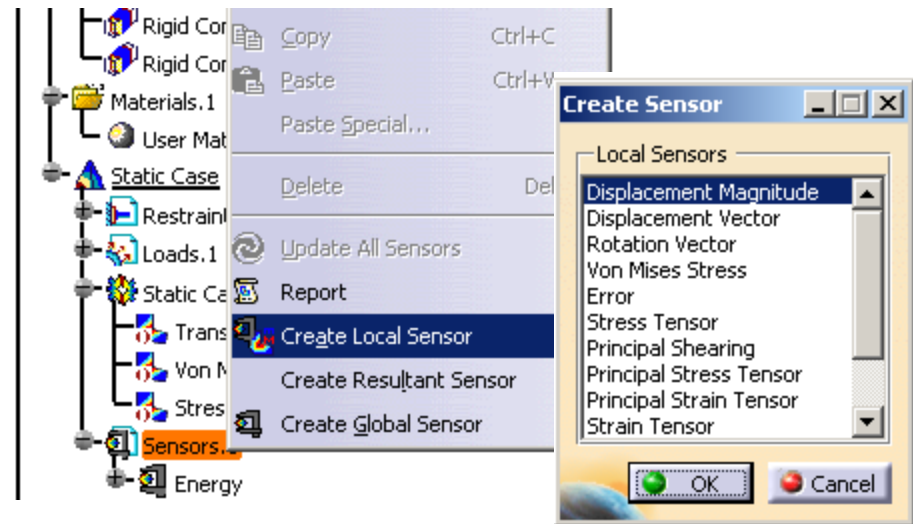 Rigid Cor
Rigid Cor
Materials.1
User Mat
Static Case
Restrain
Loads.1
Static Ca
Trans
Von M
Stres
Sensors.
Energy
Copy Ctrl+C
Paste Ctrl+V
Paste Special...
Delete Del
Update All Sensors
Report
Create Local Sensor
Create Resultant Sensor
Create Global Sensor
Create Sensor
Local Sensors
Displacement Magnitude
Displacement Vector
Rotation Vector
Von Mises Stress
Error
Stress Tensor
Principal Shearing
Principal Stress Tensor
Principal Strain Tensor
Strain Tensor
OK Cancel